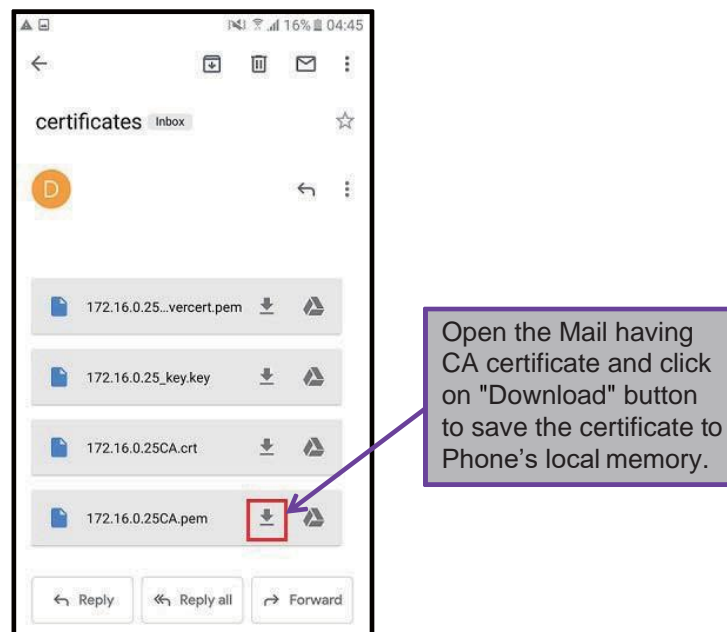 16% 04:45
certificates Inbox
D
172.16.0.25...vercert.pem
172.16.0.25_key.key
172.16.0.25CA.crt
172.16.0.25CA.pem
Reply Reply all Forward
Open the Mail having
CA certificate and click
on "Download" button
to save the certificate to
Phone's local memory.